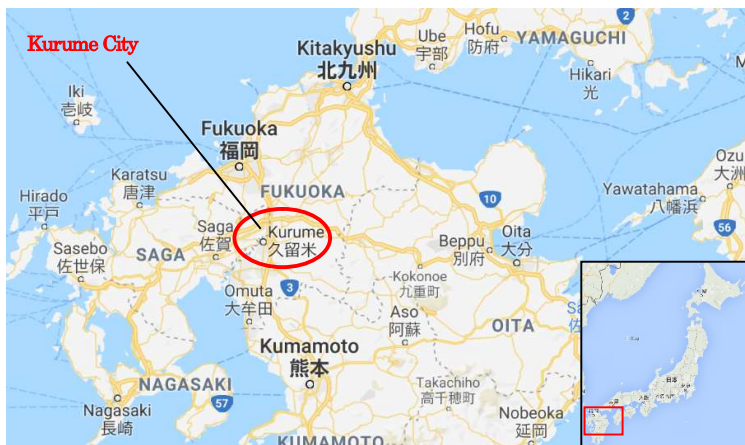 Kurume City
2
Ube
宇部
Hofu
防府
YAMAGUCHI
Kitakyushu
北九州
Hikari
光
Iki
壱岐
Fukuoka
福岡
Karatsu
唐津
FUKUOKA
Ozu
大洲
Hirado
平戸
10
Yawatahama
八幡浜
Saga
佐賀
Kurume
久留米
56
SAGA
Sasebo
佐世保
Beppu
別府
Oita
大分
Kokonoe
九重町
3
Omuta
大牟田
Aso
阿蘇
OITA
Kumamoto
熊本
NAGASAKI
57
Takachiho
高千穂町
Nagasaki
長崎
Nobeoka
延岡
KUMAMOTO
日本